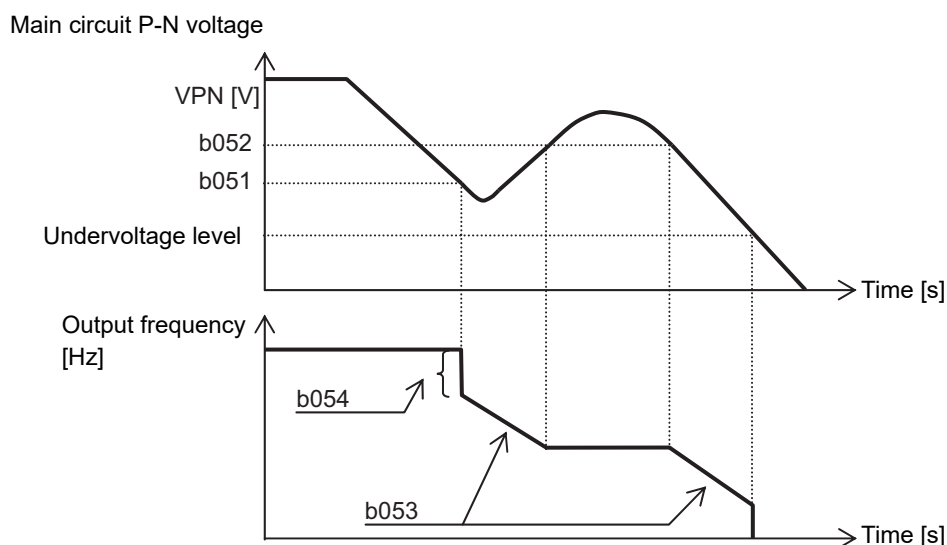 Main circuit P-N voltage
VPN [V]
b052
b051
Undervoltage level
Time [s]
Output frequency
[Hz]
b054
b053
Time [s]